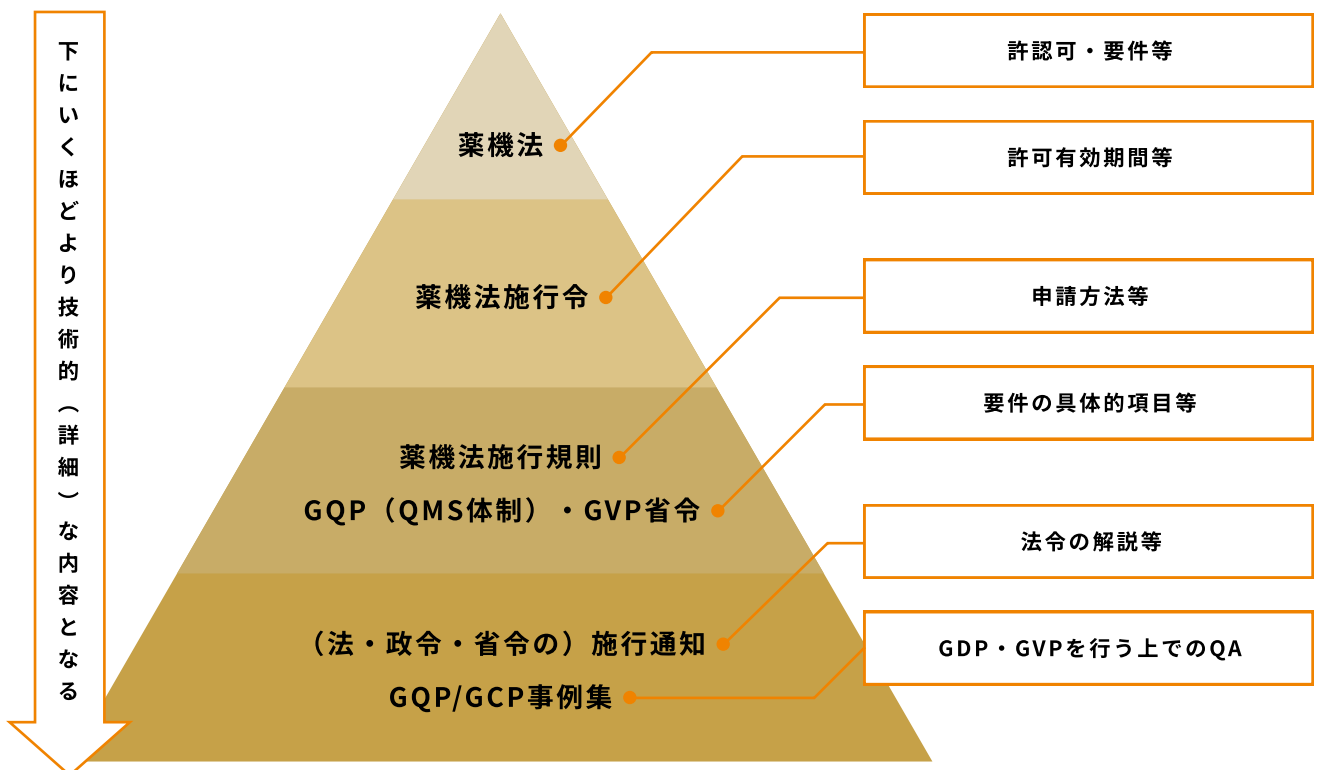 下にいくほどより技術的（詳細）な内容となる
薬機法
許認可・要件等
薬機法施行令
許可有効期間等
薬機法施行規則
申請方法等
GQP（QMS体制）・GVP省令
要件の具体的項目等
（法・政令・省令の）施行通知
法令の解説等
GQP/GCP事例集
GDP・GVPを行う上でのQA